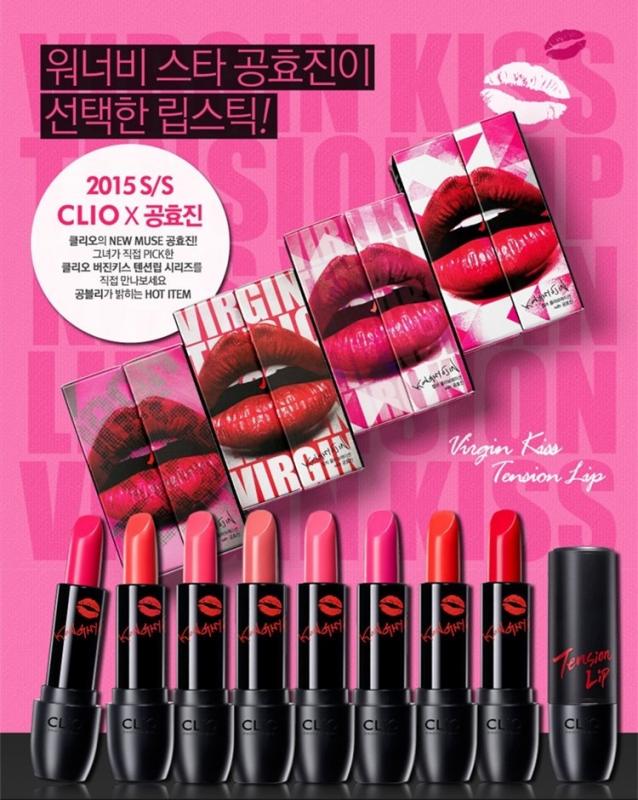 VIRGIN KISS
TENSION LIP
워너비 스타 공효진이
선택한 립스틱!
2015 S/S
CLIO X 공효진
클리오의 NEW MUSE 공효진!
그녀가 직접 PICK한
클리오 버진키스 텐션립 시리즈를
직접 만나보세요
공블리가 밝히는 HOT ITEM
VIRGIN
VIRGIN
Virgin Kiss
Tension Lip
Tension
Lip
CLIO
CLIO
CLIO
CLIO
CLIO
CLIO
CLIO
CLIO
CLIO